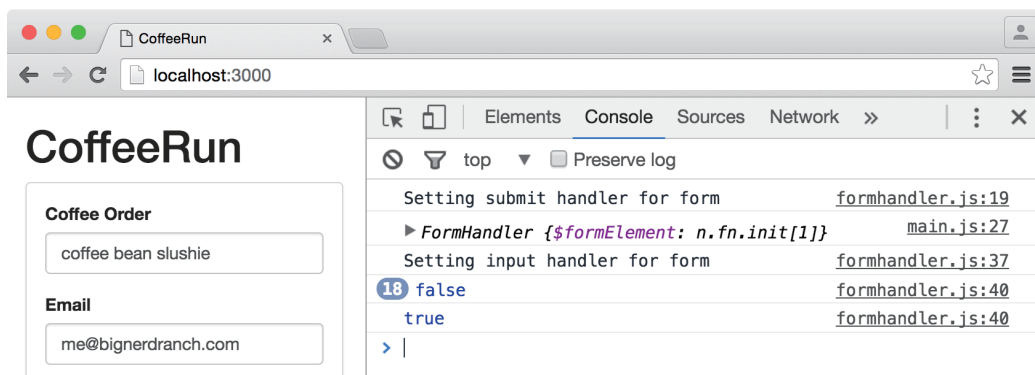 CoffeeRun
localhost:3000
CoffeeRun
Coffee Order
coffee bean slushie
Email
me@bignerdranch.com
Elements Console Sources Network »
top ▼ Preserve log
Setting submit handler for form formhandler.js:19
▶ FormHandler {$formElement: n.fn.init[1]} main.js:27
Setting input handler for form formhandler.js:37
18 false formhandler.js:40
true formhandler.js:40
>